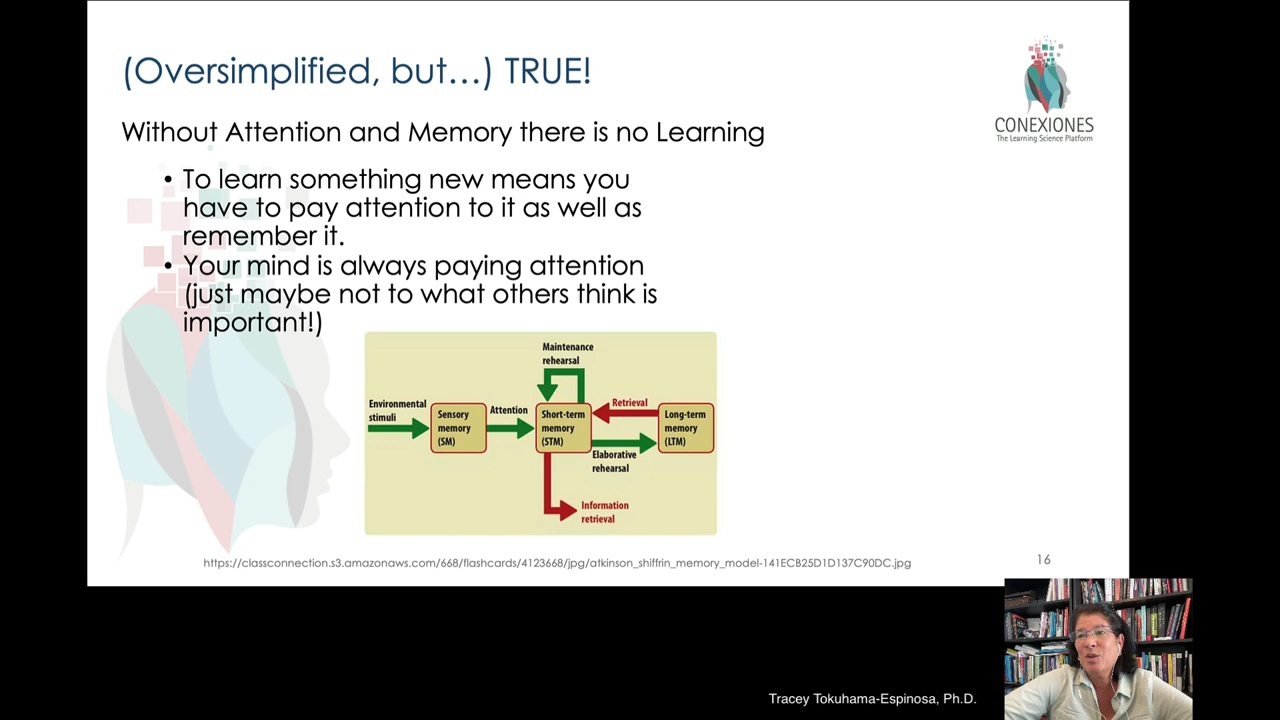 (Oversimplified, but...) TRUE!
CONEXIONES
The Learning Science Platform
Without Attention and Memory there is no Learning
• To learn something new means you
have to pay attention to it as well as
remember it.
• Your mind is always paying attention
(just maybe not to what others think is
important!)
Maintenance
rehearsal
Environmental
stimuli
Sensory
memory
(SM)
Attention
Short-term
memory
(STM)
Retrieval
Long-term
memory
(LTM)
Elaborative
rehearsal
Information
retrieval
https://classconnection.s3.amazonaws.com/668/flashcards/4123668/jpg/atkinson_shiffrin_memory_model-141ECB25D1D137C90DC.jpg
16
Tracey Tokuhama-Espinosa, Ph.D.